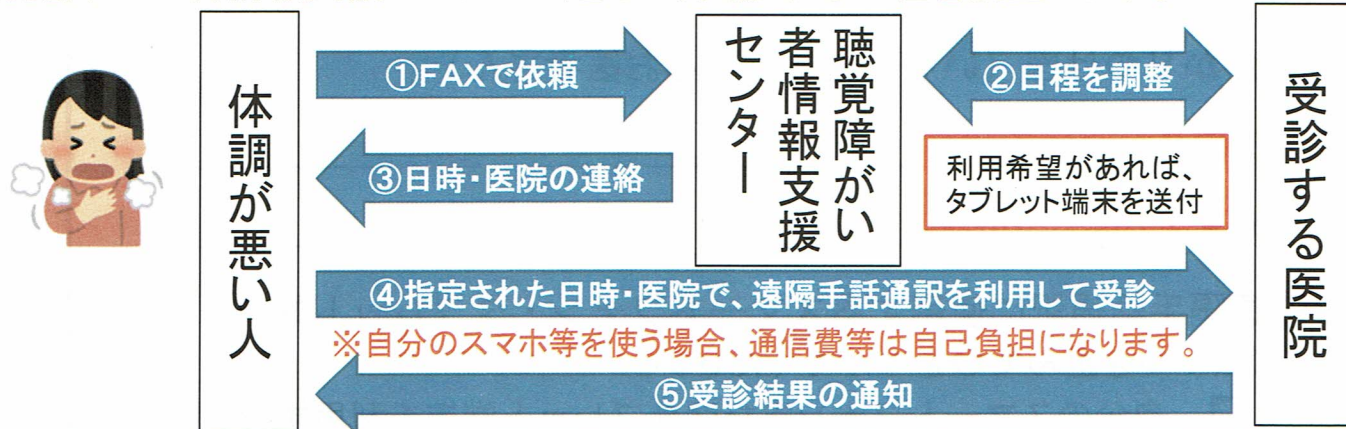 体調が悪い人
①FAXで依頼
聴覚障がい
者情報支援
センター
②日程を調整
③日時・医院の連絡
利用希望があれば、
タブレット端末を送付
受診する医院
④指定された日時・医院で、遠隔手話通訳を利用して受診
※自分のスマホ等を使う場合、通信費等は自己負担になります。
⑤受診結果の通知